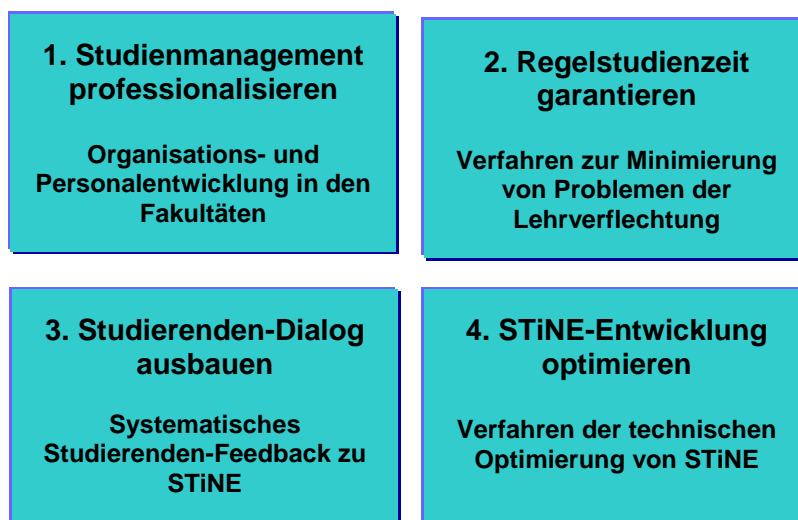 1. Studienmanagement
professionalisieren
Organisations- und
Personalentwicklung in den
Fakultäten
2. Regelstudienzeit
garantieren
Verfahren zur Minimierung
von Problemen der
Lehrverflechtung
3. Studierenden-Dialog
ausbauen
Systematisches
Studierenden-Feedback zu
STiNE
4. STiNE-Entwicklung
optimieren
Verfahren der technischen
Optimierung von STiNE